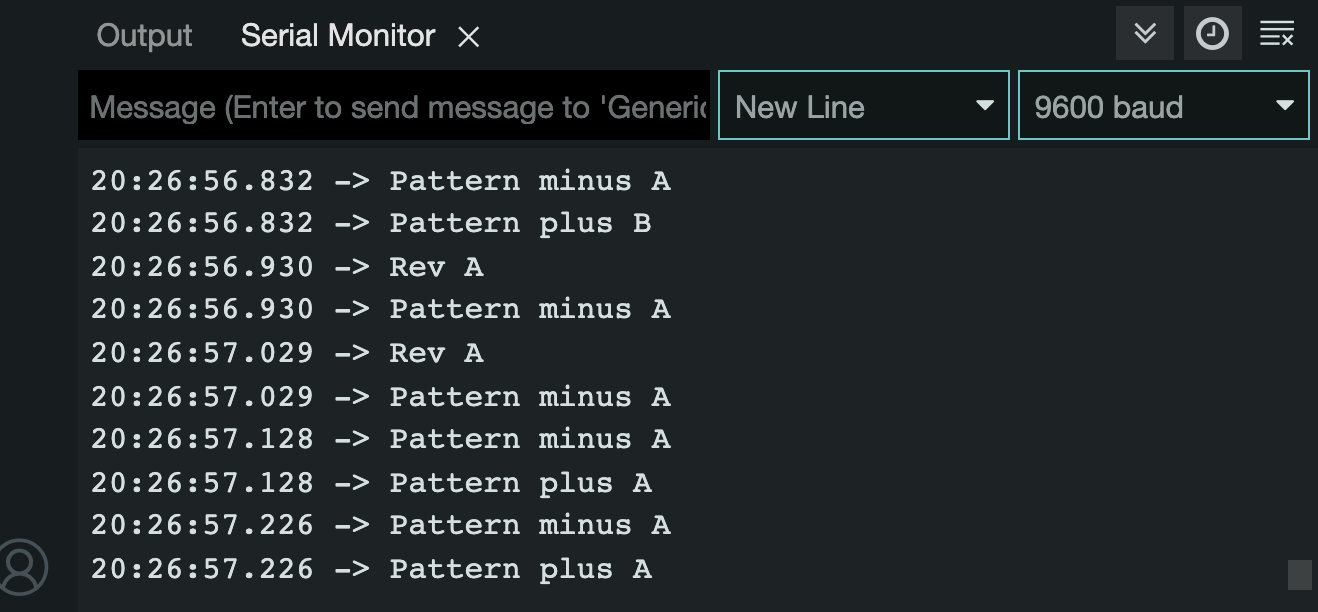 Output Serial Monitor
Message (Enter to send message to 'Generic New Line 9600 baud
20:26:56.832 -> Pattern minus A
20:26:56.832 -> Pattern plus B
20:26:56.930 -> Rev A
20:26:56.930 -> Pattern minus A
20:26:57.029 -> Rev A
20:26:57.029 -> Pattern minus A
20:26:57.128 -> Pattern minus A
20:26:57.128 -> Pattern plus A
20:26:57.226 -> Pattern minus A
20:26:57.226 -> Pattern plus A